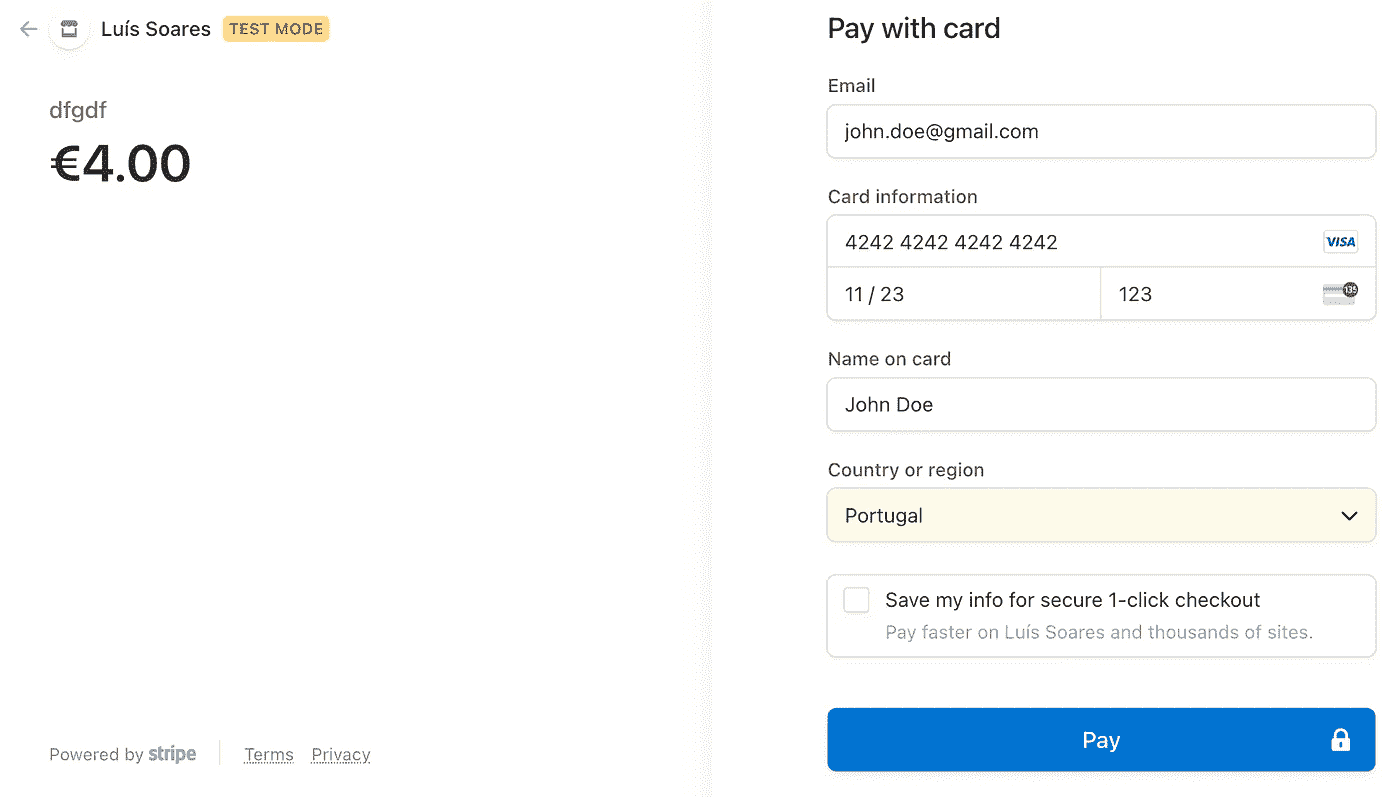 Luís Soares TEST MODE
dfgdf
€4.00
Powered by stripe Terms Privacy
Pay with card
Email
john.doe@gmail.com
Card information
4242 4242 4242 4242 VISA
11 / 23 123 135
Name on card
John Doe
Country or region
Portugal
Save my info for secure 1-click checkout
Pay faster on Luís Soares and thousands of sites.
Pay